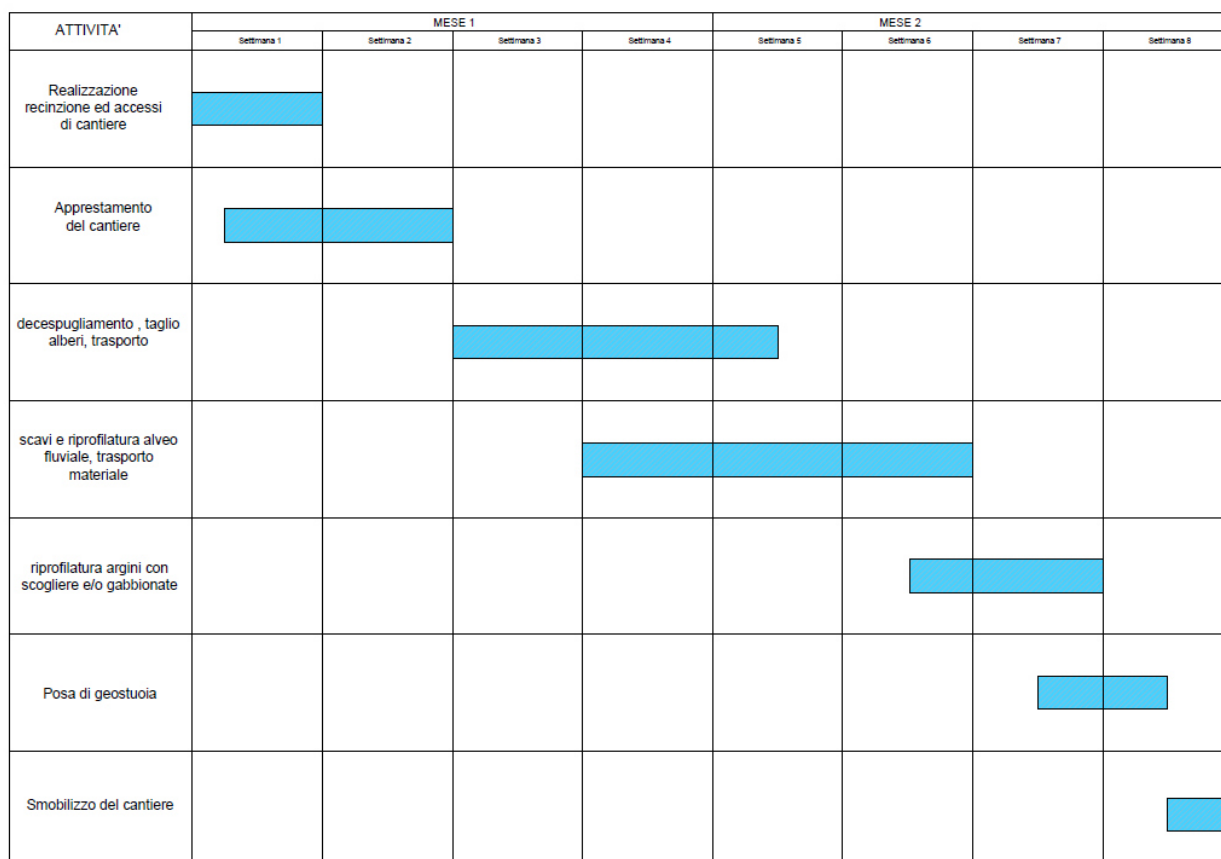 ATTIVITA'
MESE 1
MESE 2
Settimana 1
Settimana 2
Settimana 3
Settimana 4
Settimana 5
Settimana 6
Settimana 7
Settimana 8
Realizzazione
recinzione ed accessi
di cantiere
Apprestamento
del cantiere
decespugliamento , taglio
alberi, trasporto
scavi e riprofilatura alveo
fluviale, trasporto
materiale
riprofilatura argini con
scogliere e/o gabbionate
Posa di geostuoia
Smobilizzo del cantiere